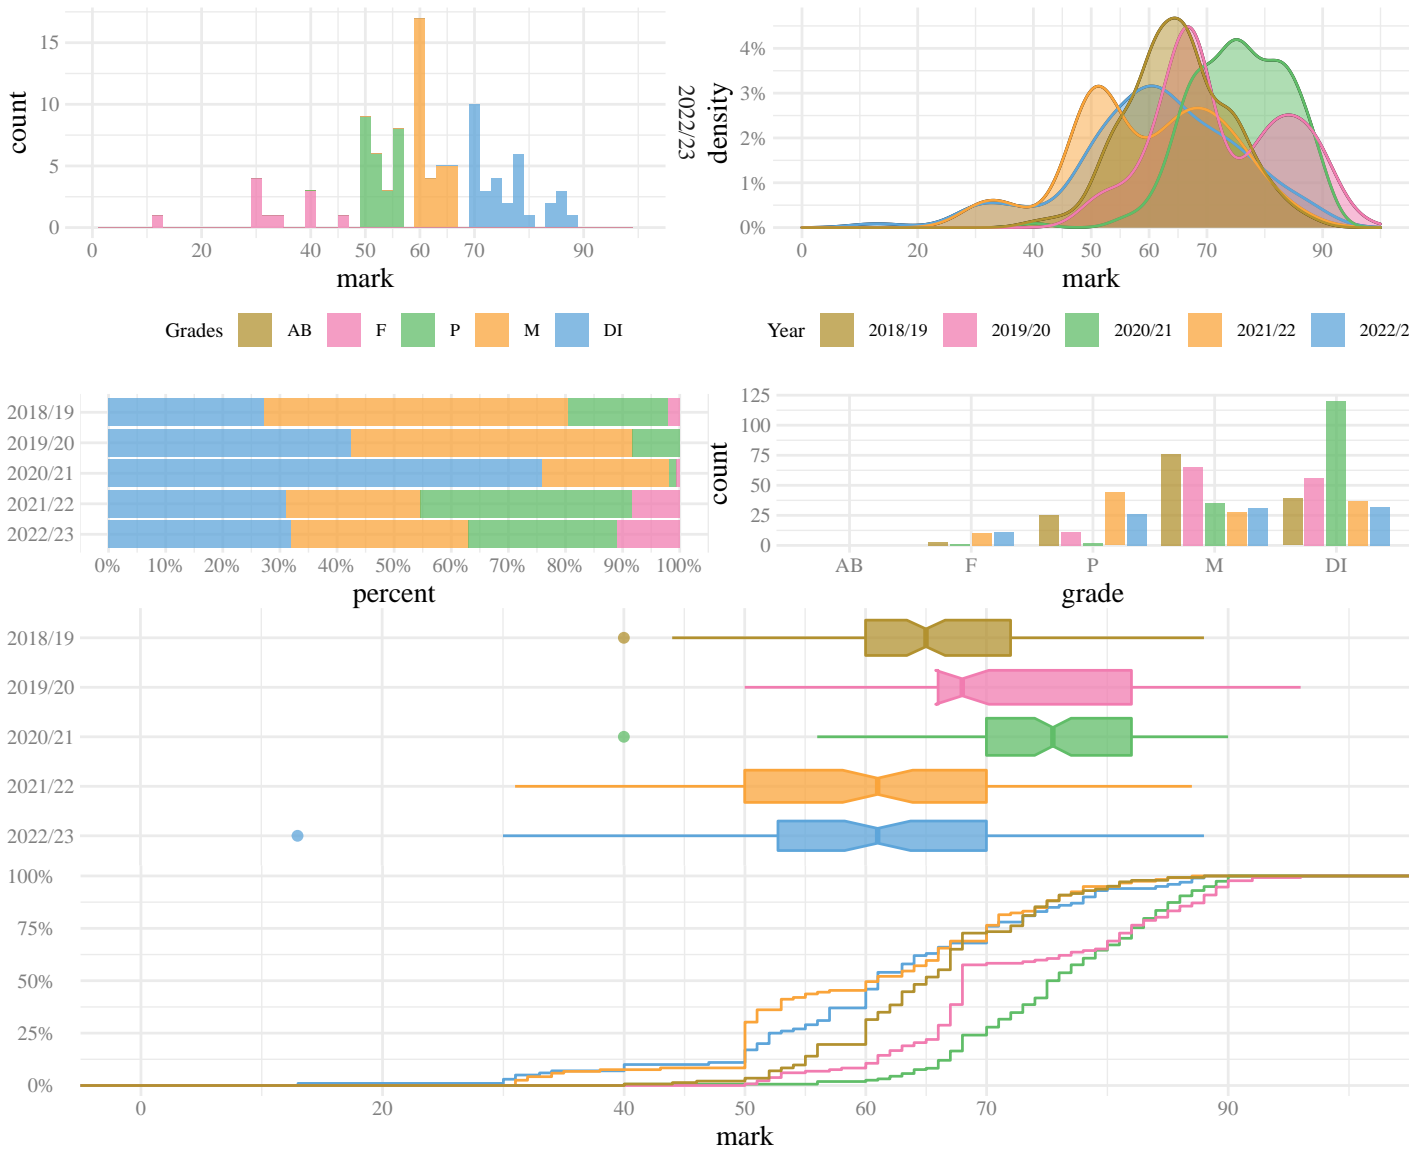 15
10
5
0
count
0 20 40 50 60 70 90
mark
2022/23
4%
3%
2%
1%
0%
density
0 20 40 50 60 70 90
mark
Grades AB F P M DI
Year 2018/19 2019/20 2020/21 2021/22 2022/2
2018/19
2019/20
2020/21
2021/22
2022/23
0% 10% 20% 30% 40% 50% 60% 70% 80% 90% 100%
percent
125
100
75
50
25
0
count
AB F P M DI
grade
2018/19
2019/20
2020/21
2021/22
2022/23
100%
75%
50%
25%
0%
0 20 40 50 60 70 90
mark